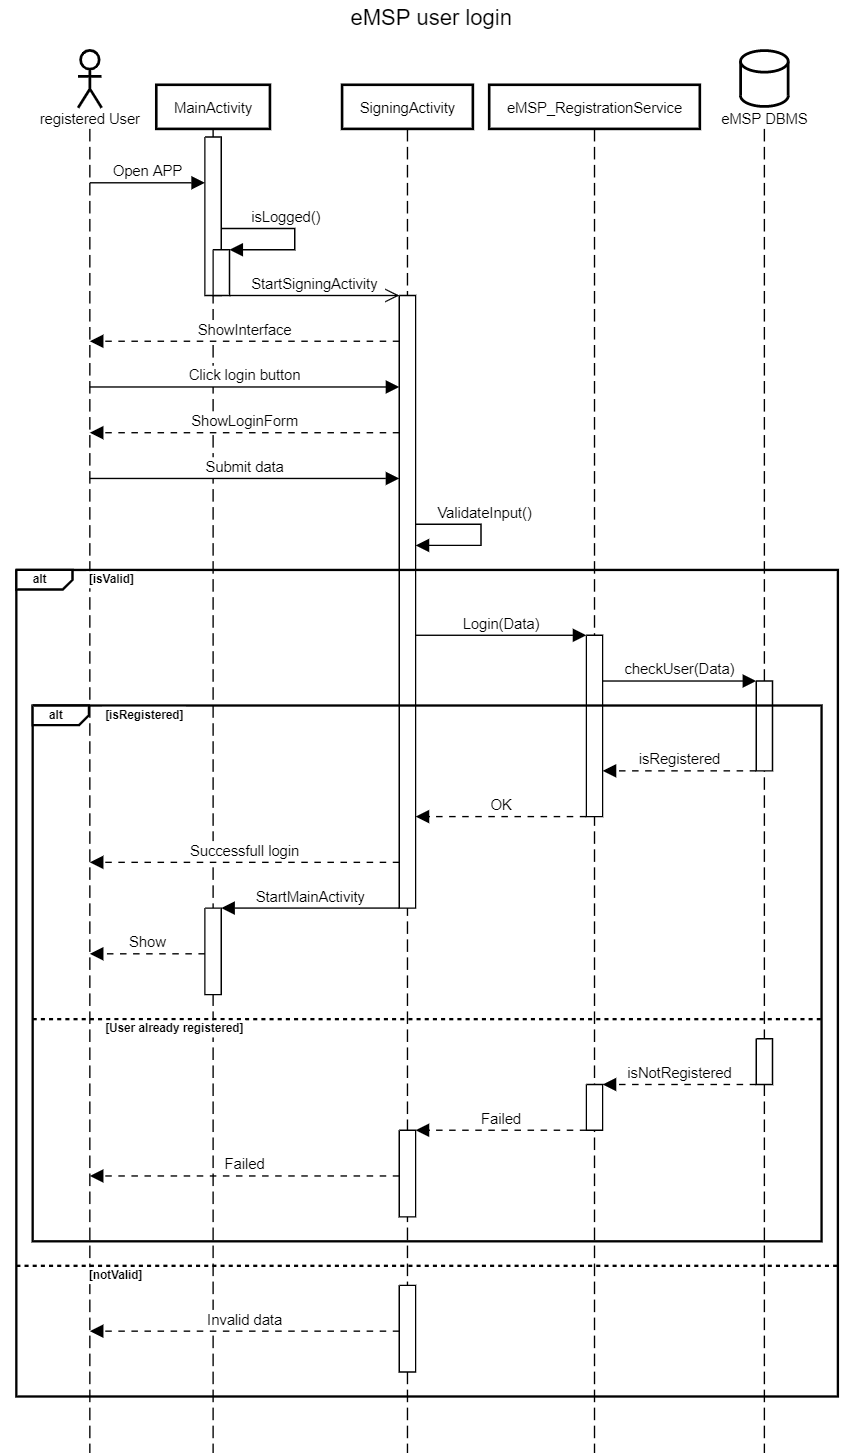 eMSP user login
registered User
MainActivity
SigningActivity
eMSP_RegistrationService
eMSP DBMS
Open APP
isLogged()
StartSigningActivity
ShowInterface
Click login button
ShowLoginForm
Submit data
ValidateInput()
alt [isValid]
Login(Data)
checkUser(Data)
alt [isRegistered]
isRegistered
OK
Successfull login
StartMainActivity
Show
[User already registered]
isNotRegistered
Failed
Failed
[notValid]
Invalid data